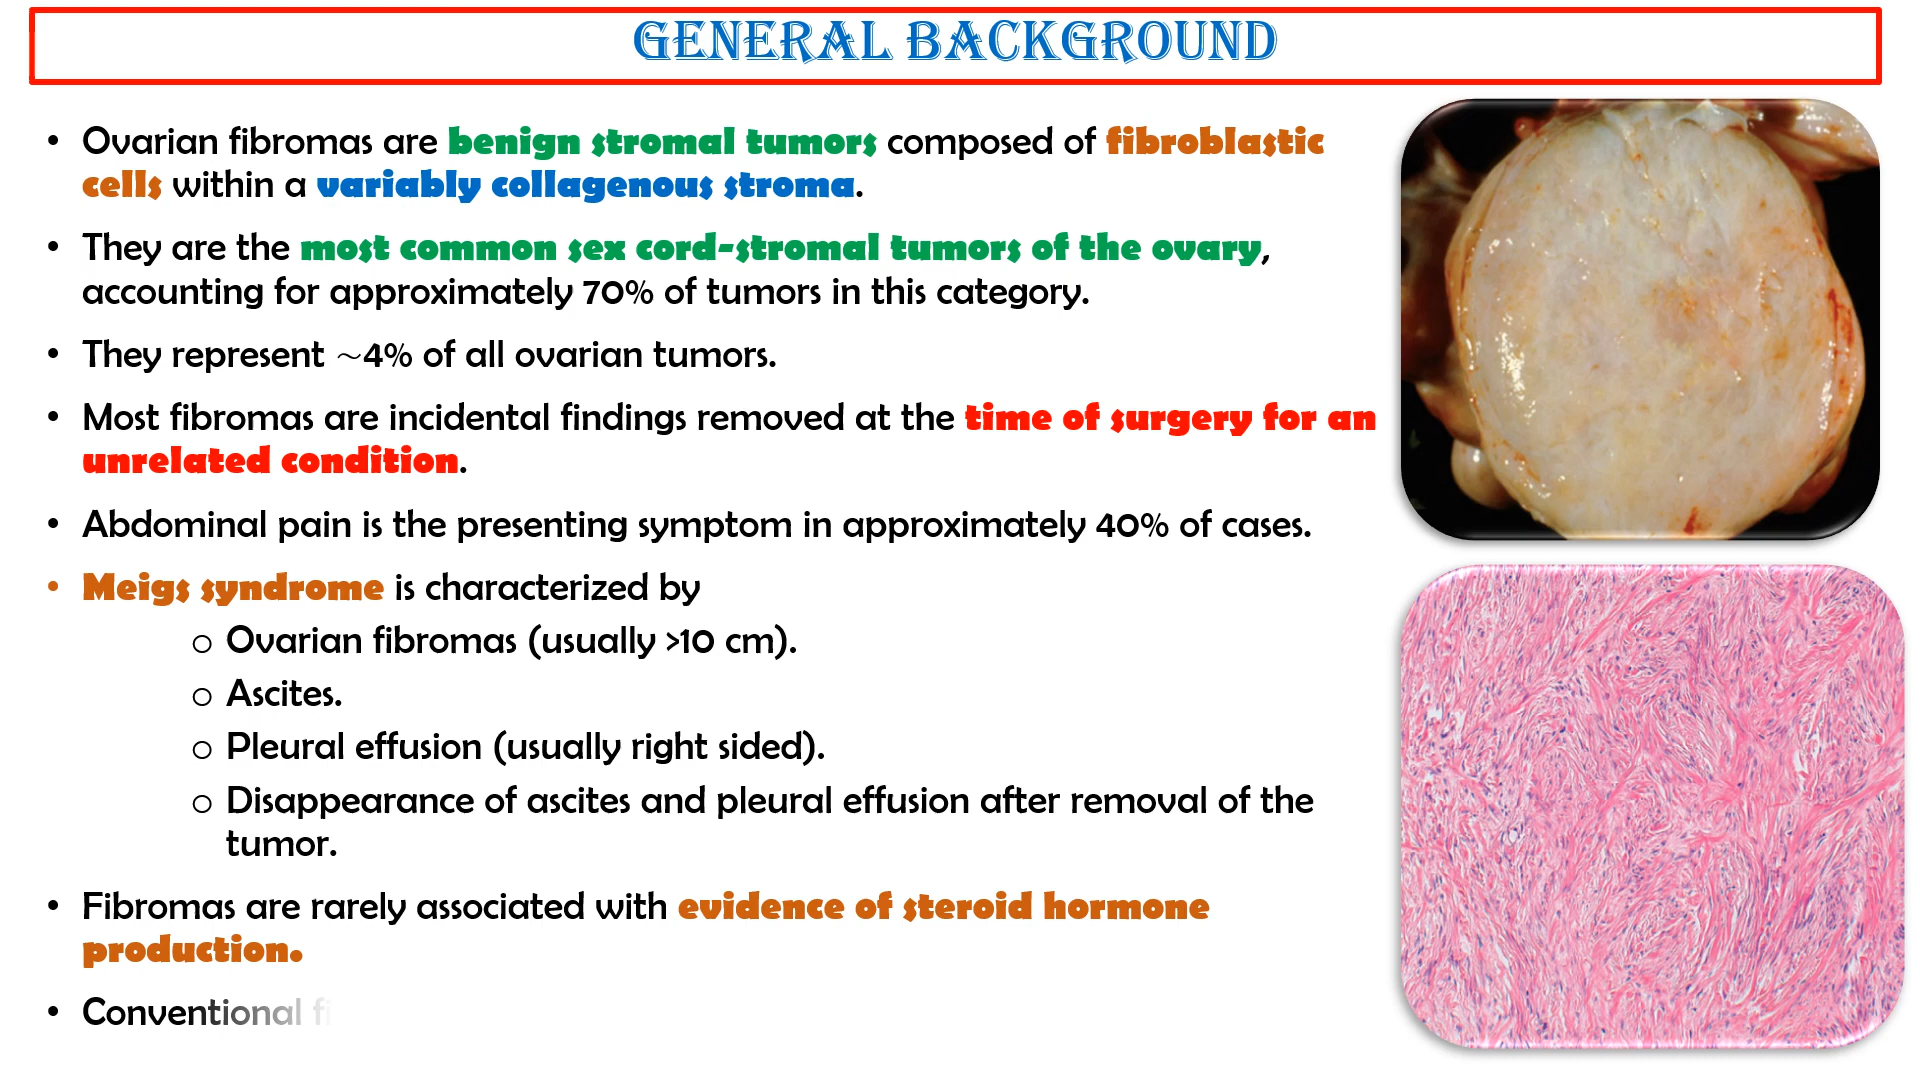 GENERAL BACKGROUND
• Ovarian fibromas are benign stromal tumors composed of fibroblastic
cells within a variably collagenous stroma.
• They are the most common sex cord-stromal tumors of the ovary,
accounting for approximately 70% of tumors in this category.
• They represent ~4% of all ovarian tumors.
• Most fibromas are incidental findings removed at the time of surgery for an
unrelated condition.
• Abdominal pain is the presenting symptom in approximately 40% of cases.
• Meigs syndrome is characterized by
o Ovarian fibromas (usually >10 cm).
o Ascites.
o Pleural effusion (usually right sided).
o Disappearance of ascites and pleural effusion after removal of the
tumor.
• Fibromas are rarely associated with evidence of steroid hormone
production.
• Conventional